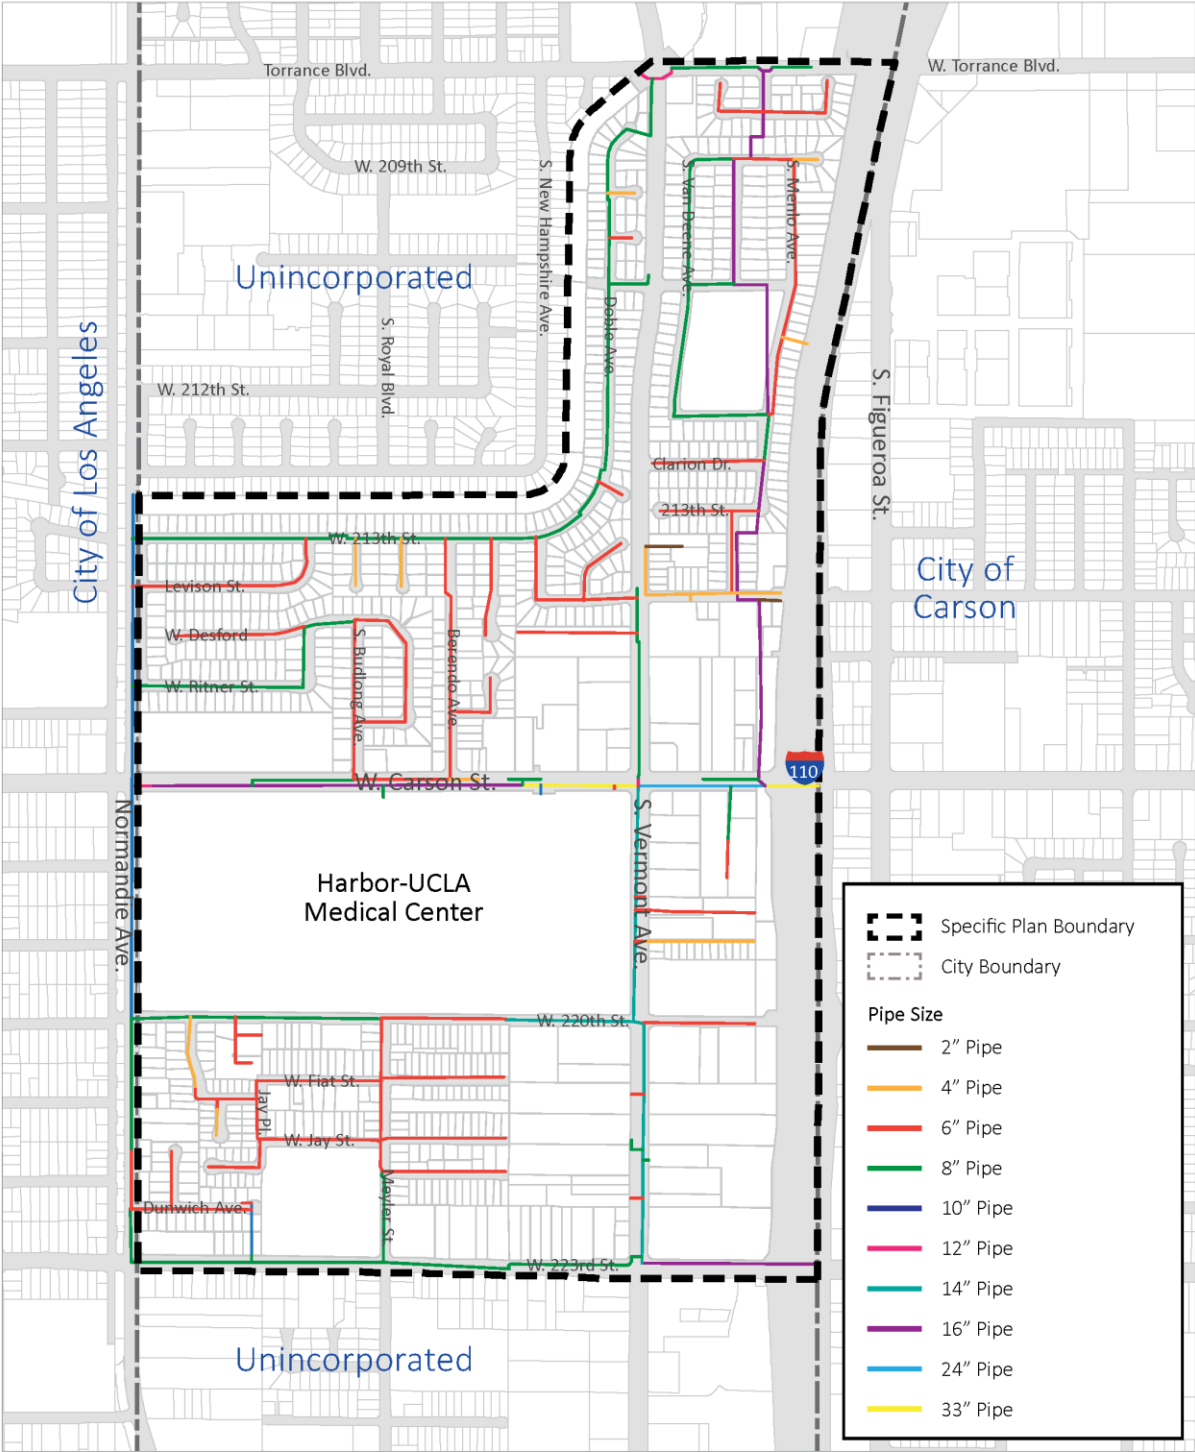 Torrance Blvd.
W. Torrance Blvd.
W. 209th St.
S. New Hampshire Ave.
S. Van Deene Ave.
S. Menlo Ave.
Unincorporated
Doble Ave.
S. Royal Blvd.
City of Los Angeles
W. 212th St.
S. Figueroa St.
Clarion Dr.
213th St.
W. 213th St.
Levison St.
City of
Carson
W. Desford
S. Budlong Ave.
Berendo Ave.
W. Ritner St.
W. Carson St.
110
Normandie Ave.
S. Vermont Ave.
Harbor-UCLA
Medical Center
W. 220th St.
W. Fiat St.
Jay Pl.
W. Jay St.
Meyler St.
Dunwich Ave.
W. 223rd St.
Unincorporated
Specific Plan Boundary
City Boundary
Pipe Size
2” Pipe
4” Pipe
6” Pipe
8” Pipe
10” Pipe
12” Pipe
14” Pipe
16” Pipe
24” Pipe
33” Pipe